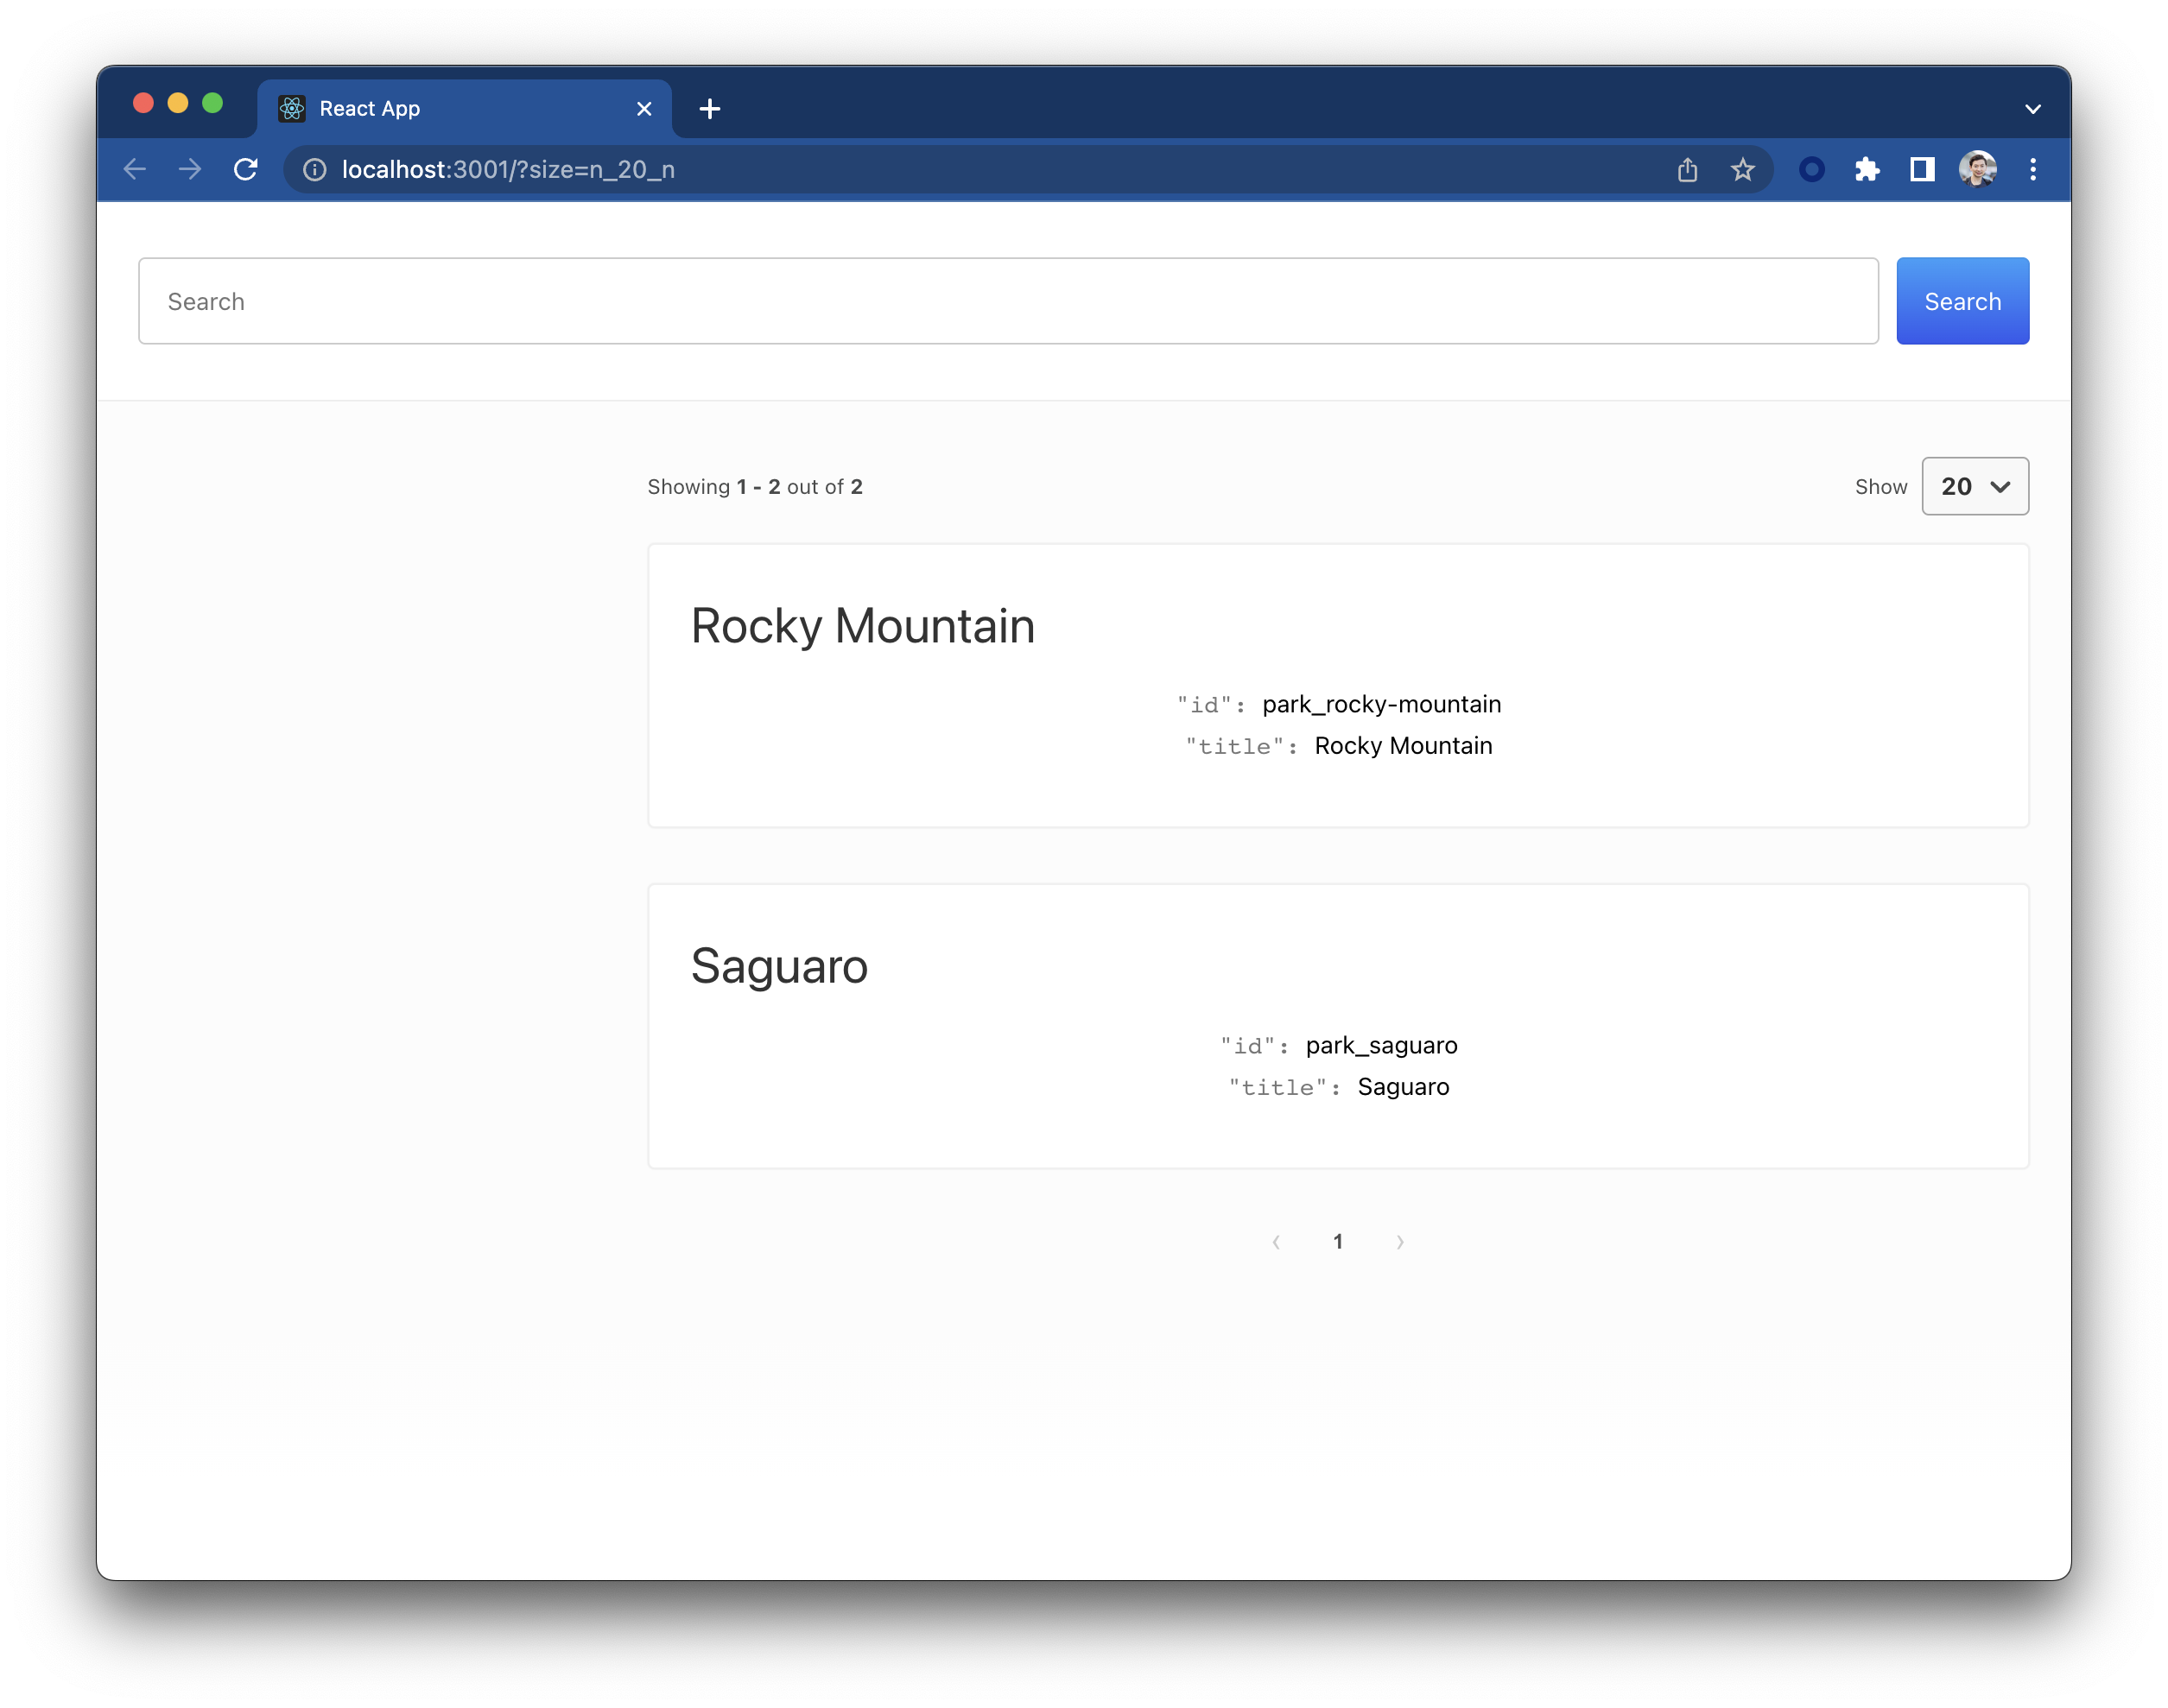 React App
localhost:3001/?size=n_20_n
Search
Search
Showing 1 - 2 out of 2
Show 20
Rocky Mountain
"id": park_rocky-mountain
"title": Rocky Mountain
Saguaro
"id": park_saguaro
"title": Saguaro
‹ 1 ›